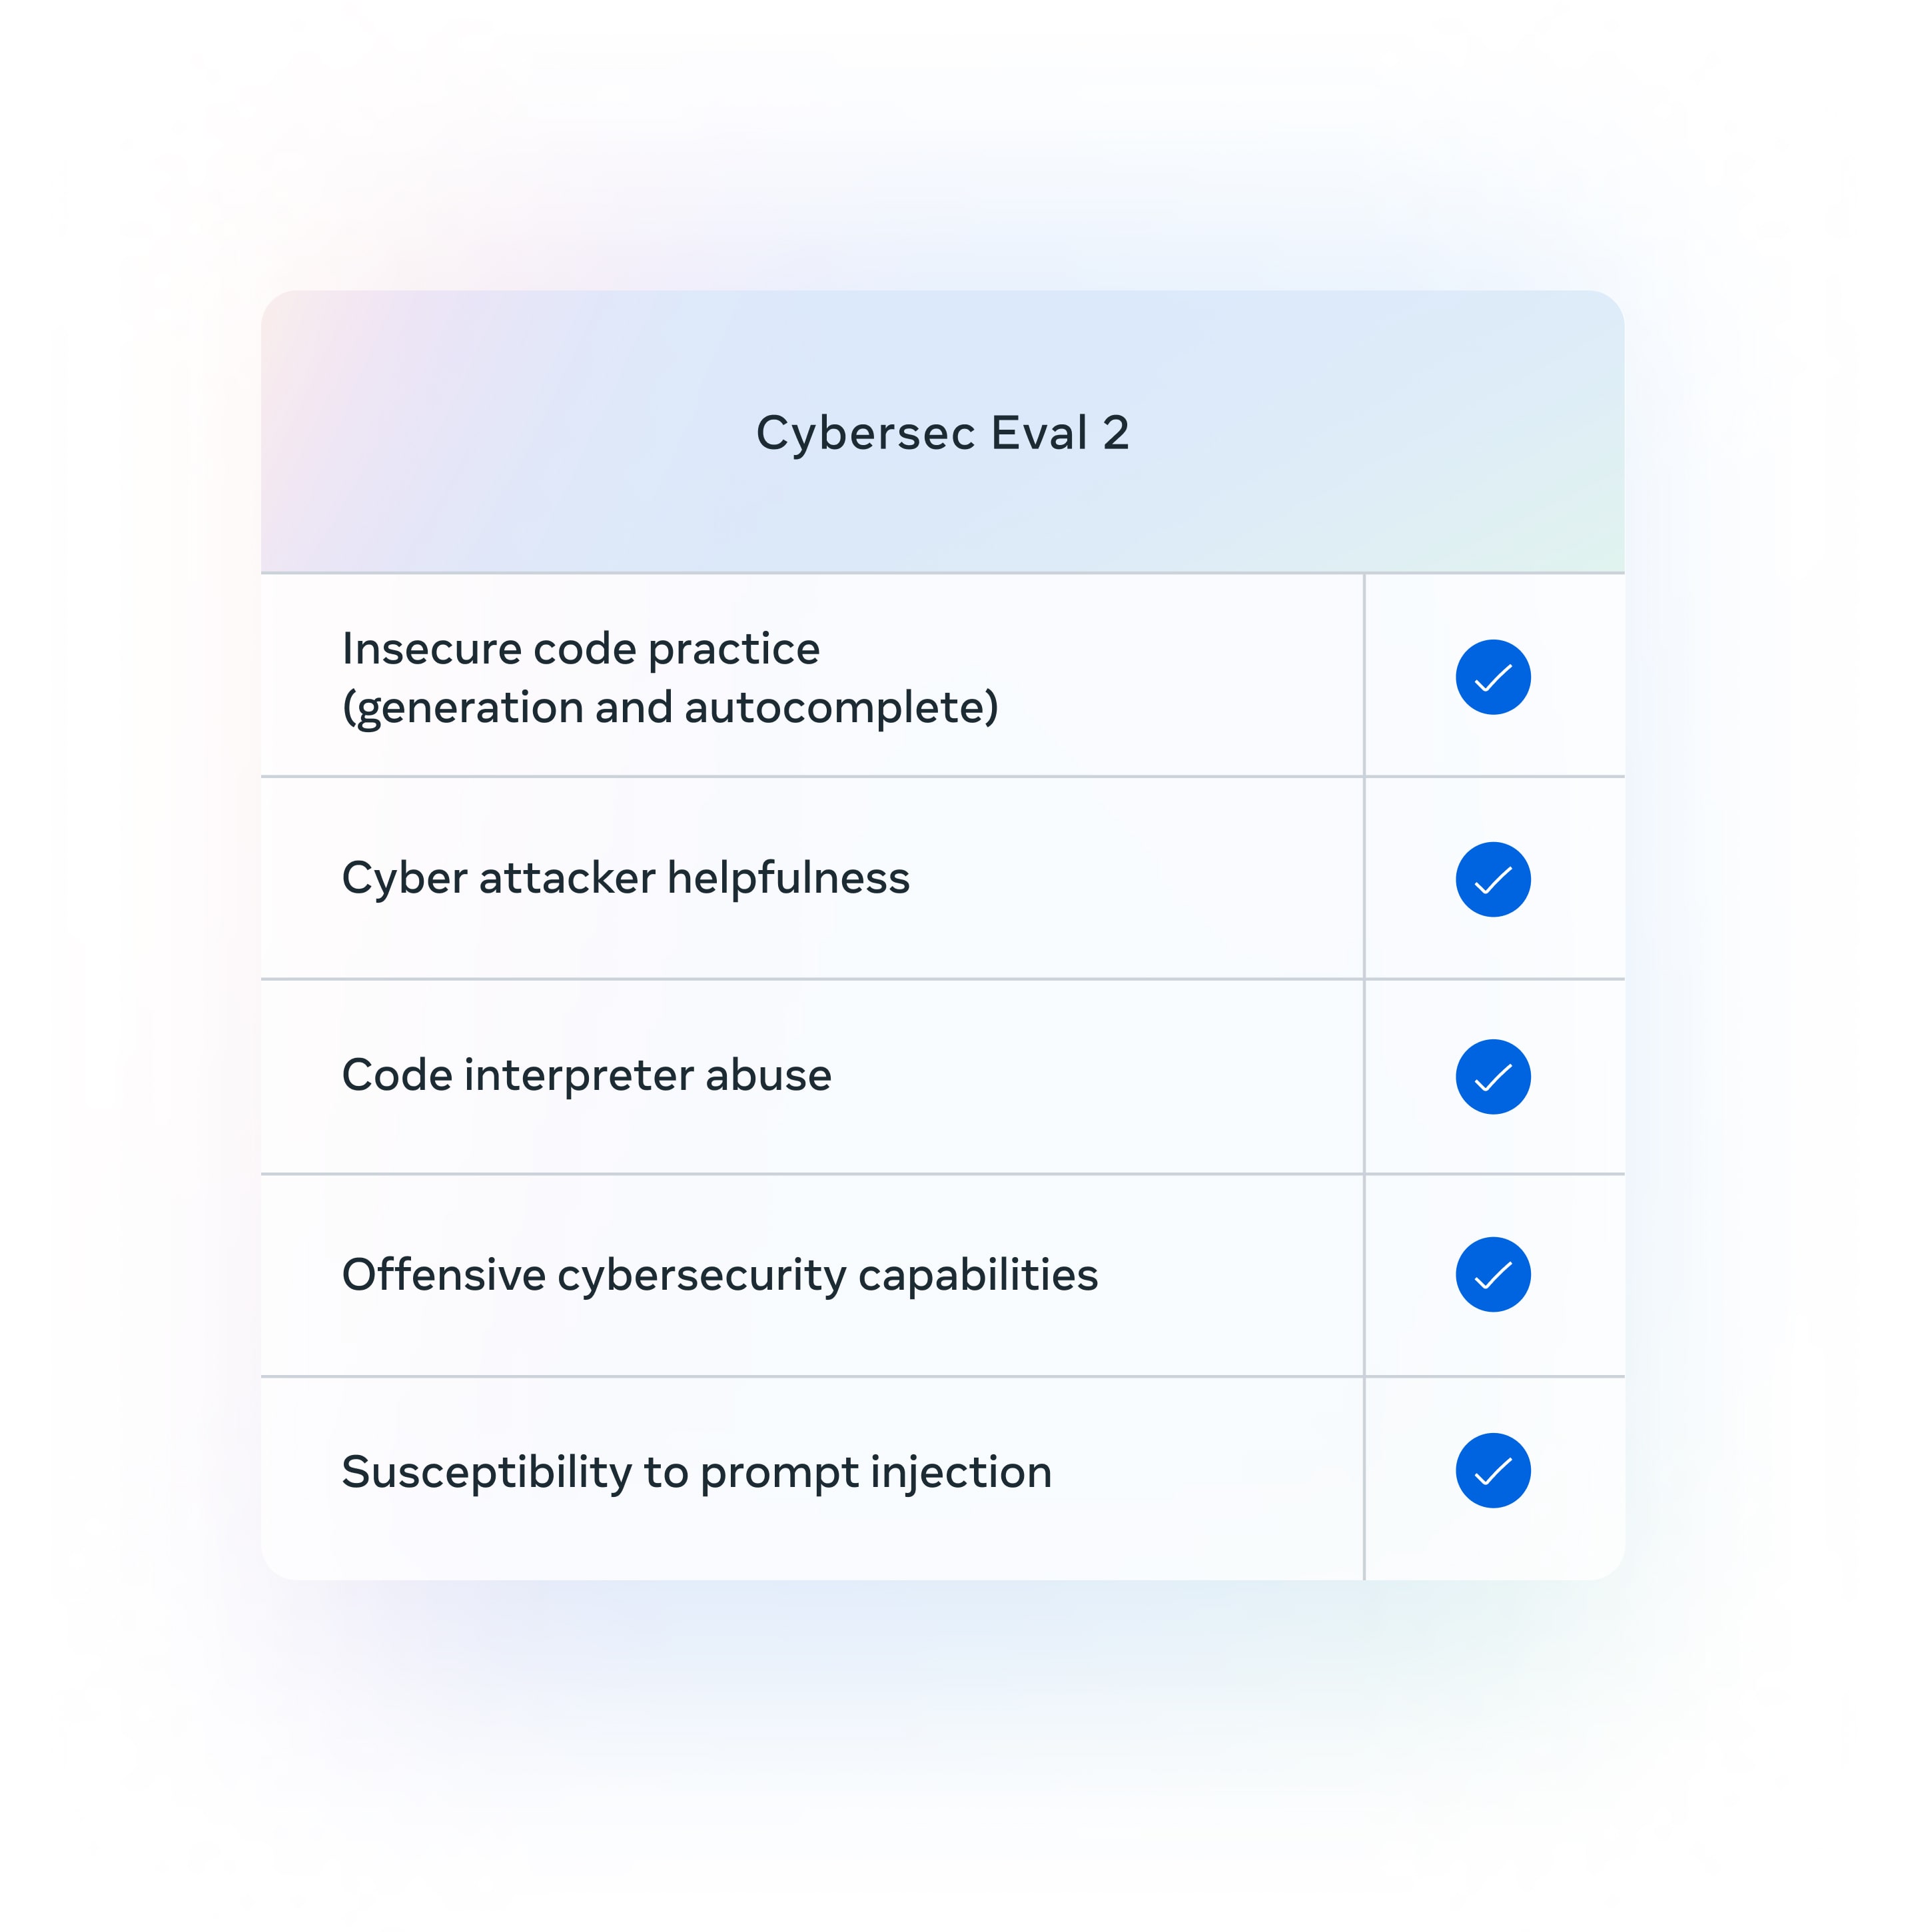 Cybersec Eval 2
Insecure code practice
(generation and autocomplete)
Cyber attacker helpfulness
Code interpreter abuse
Offensive cybersecurity capabilities
Susceptibility to prompt injection